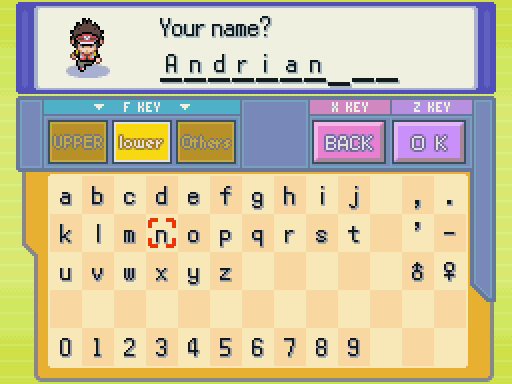 Your name?
Andrian
F KEY X KEY Z KEY
UPPER lower Others BACK OK
a b c d e f g h i j , .
k l m n o p q r s t ' -
u v w x y z ♂ ♀
0 1 2 3 4 5 6 7 8 9